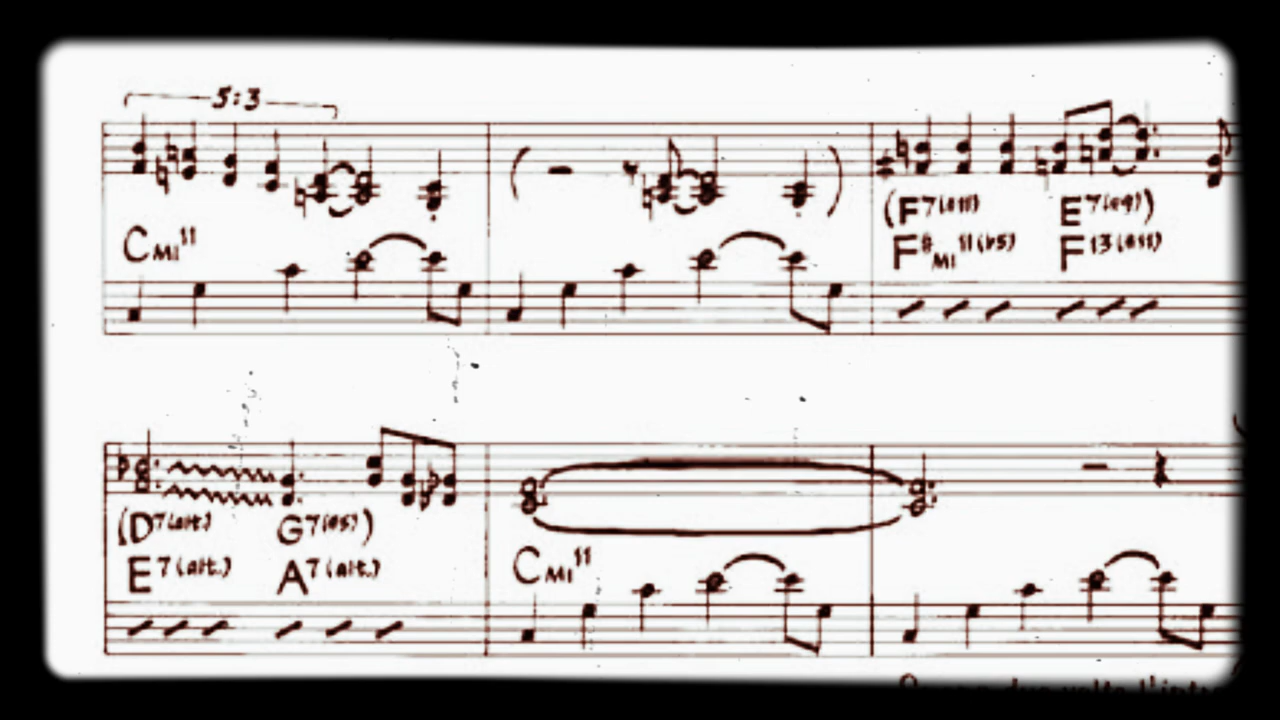 5:3
CMI11
(F7(#11) E7(#9))
F#MI11(b5) F13(#11)
(D7(alt.) G7(#5))
E7(alt.) A7(alt.)
CMI11